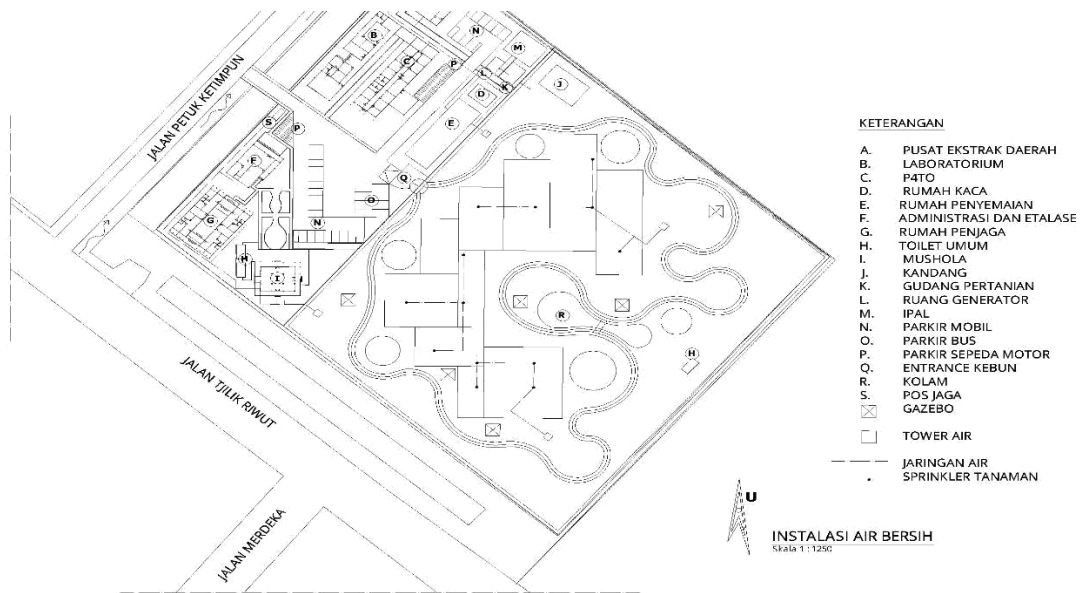 JALAN PETUK KETIMPUN
JALAN TJILIK RIWUT
JALAN MERDEKA
B
C
N
M
P
L
K
D
J
E
S
P
F
Q
O
G
N
H
I
R
H
KETERANGAN
A. PUSAT EKSTRAK DAERAH
B. LABORATORIUM
C. P4TO
D. RUMAH KACA
E. RUMAH PENYEMAIAN
F. ADMINISTRASI DAN ETALASE
G. RUMAH PENJAGA
H. TOILET UMUM
I. MUSHOLA
J. KANDANG
K. GUDANG PERTANIAN
L. RUANG GENERATOR
M. IPAL
N. PARKIR MOBIL
O. PARKIR BUS
P. PARKIR SEPEDA MOTOR
Q. ENTRANCE KEBUN
R. KOLAM
S. POS JAGA
GAZEBO
TOWER AIR
JARINGAN AIR
SPRINKLER TANAMAN
U
INSTALASI AIR BERSIH
Skala 1 : 1250